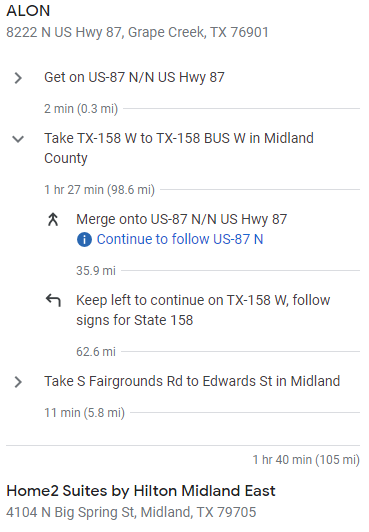 ALON
8222 N US Hwy 87, Grape Creek, TX 76901
Get on US-87 N/N US Hwy 87
2 min (0.3 mi)
Take TX-158 W to TX-158 BUS W in Midland
County
1 hr 27 min (98.6 mi)
Merge onto US-87 N/N US Hwy 87
Continue to follow US-87 N
35.9 mi
Keep left to continue on TX-158 W, follow
signs for State 158
62.6 mi
Take S Fairgrounds Rd to Edwards St in Midland
11 min (5.8 mi)
1 hr 40 min (105 mi)
Home2 Suites by Hilton Midland East
4104 N Big Spring St, Midland, TX 79705